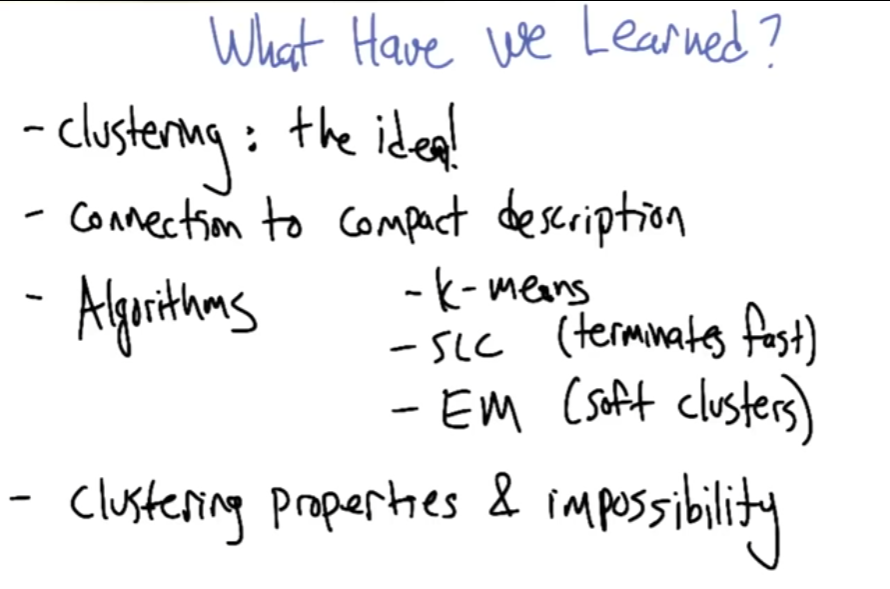 What Have We Learned?
- clustering: the idea!
- connection to compact description
- Algorithms - k-means
- SLC (terminates fast)
- EM (soft clusters)
- clustering properties & impossibility